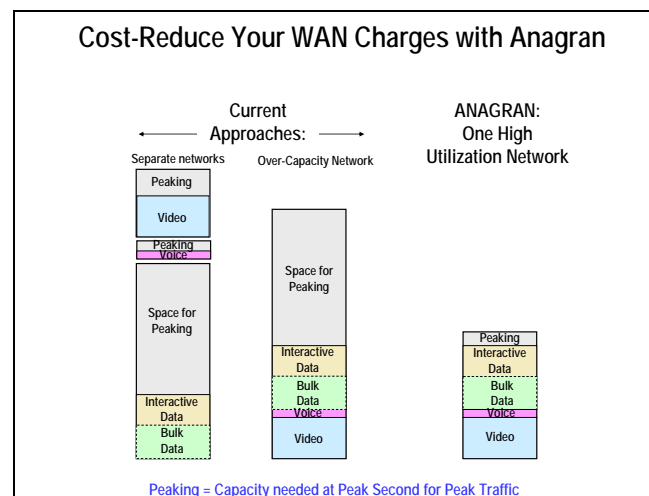 Cost-Reduce Your WAN Charges with Anagran
Current
Approaches:
ANAGRAN:
One High
Utilization Network
Separate networks
Over-Capacity Network
Peaking
Video
Peaking
Voice
Space for
Peaking
Interactive
Data
Bulk
Data
Space for
Peaking
Interactive
Data
Bulk
Data
Voice
Video
Peaking
Interactive
Data
Bulk
Data
Voice
Video
Peaking = Capacity needed at Peak Second for Peak Traffic